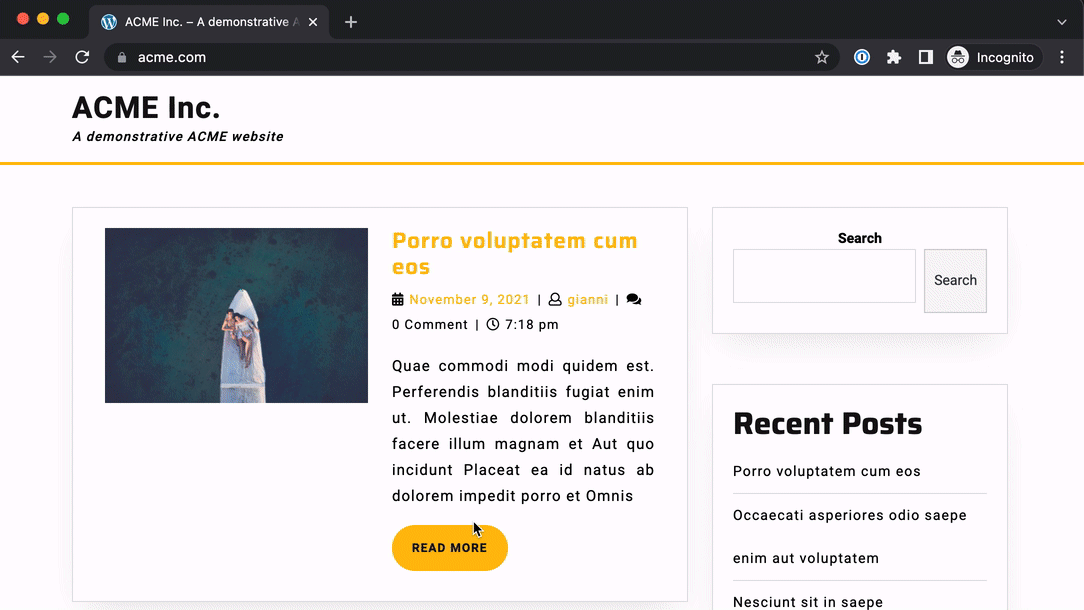 ACME Inc. – A demonstrative A
acme.com
Incognito
ACME Inc.
A demonstrative ACME website
Porro voluptatem cum
eos
November 9, 2021 | gianni |
0 Comment | 7:18 pm
Quae commodi modi quidem est.
Perferendis blanditiis fugiat enim
ut. Molestiae dolorem blanditiis
facere illum magnam et Aut quo
incidunt Placeat ea id natus ab
dolorem impedit porro et Omnis
READ MORE
Search
Search
Recent Posts
Porro voluptatem cum eos
Occaecati asperiores odio saepe
enim aut voluptatem
Nesciunt sit in saepe